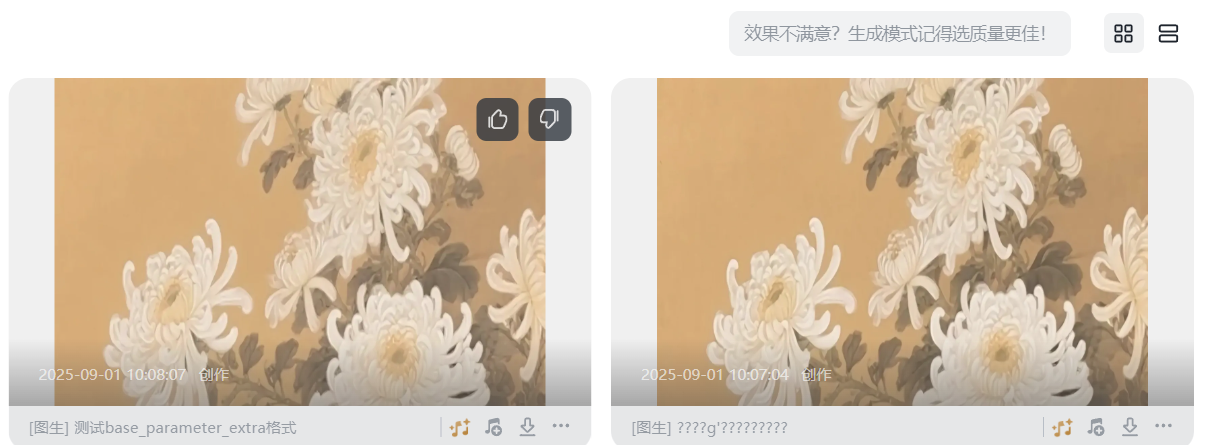 效果不满意？生成模式记得选质量更佳！
2025-09-01 10:08:07 创作
2025-09-01 10:07:04 创作
[图生] 测试base_parameter_extra格式
[图生] ????g'?????????